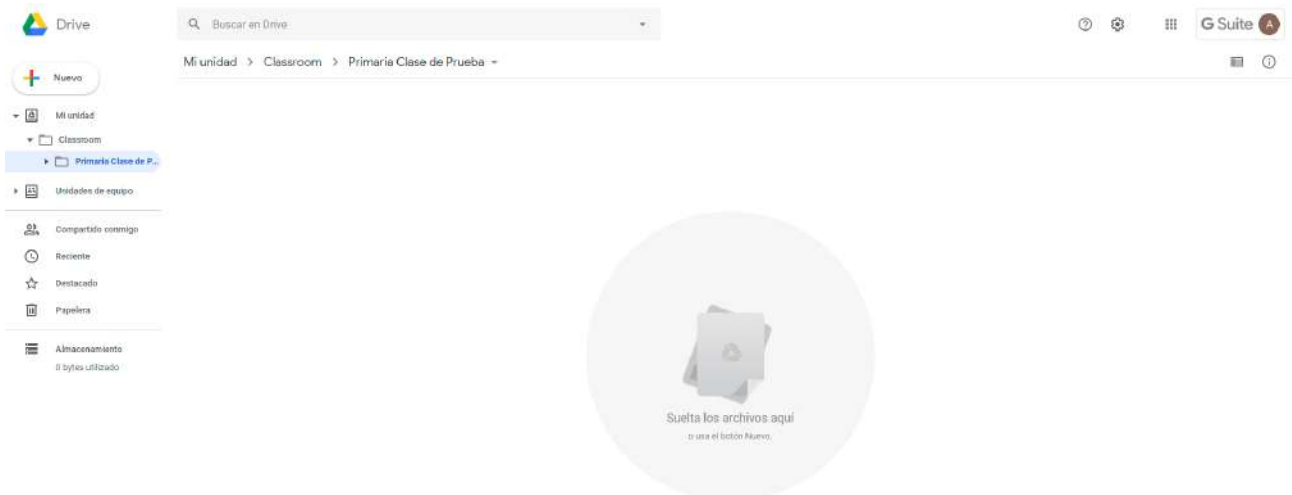 Drive
Buscar en Drive
G Suite A
Mi unidad > Classroom > Primaria Clase de Prueba
Nuevo
Mi unidad
Classroom
Primaria Clase de P...
Unidades de equipo
Compartido conmigo
Reciente
Destacado
Papelera
Almacenamiento
0 bytes utilizado
Suelta los archivos aquí
o usa el botón Nuevo.